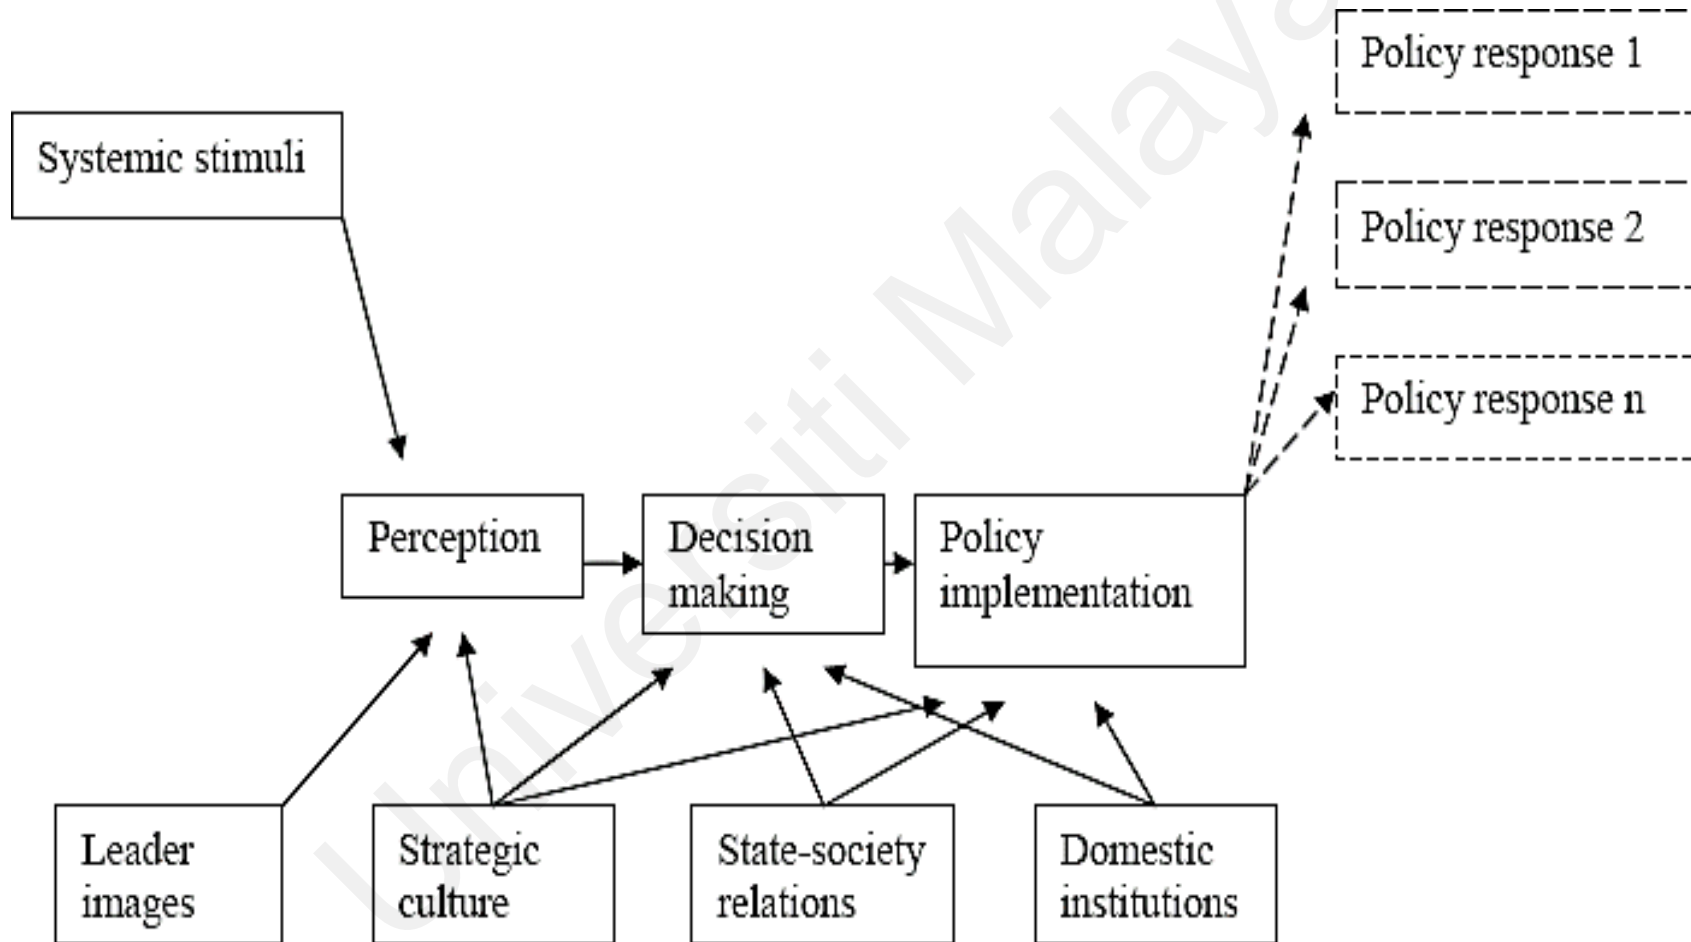 Policy response 1
Systemic stimuli
Policy response 2
Policy response n
Perception
Decision
making
Policy
implementation
Leader
images
Strategic
culture
State-society
relations
Domestic
institutions
Universiti Malaya